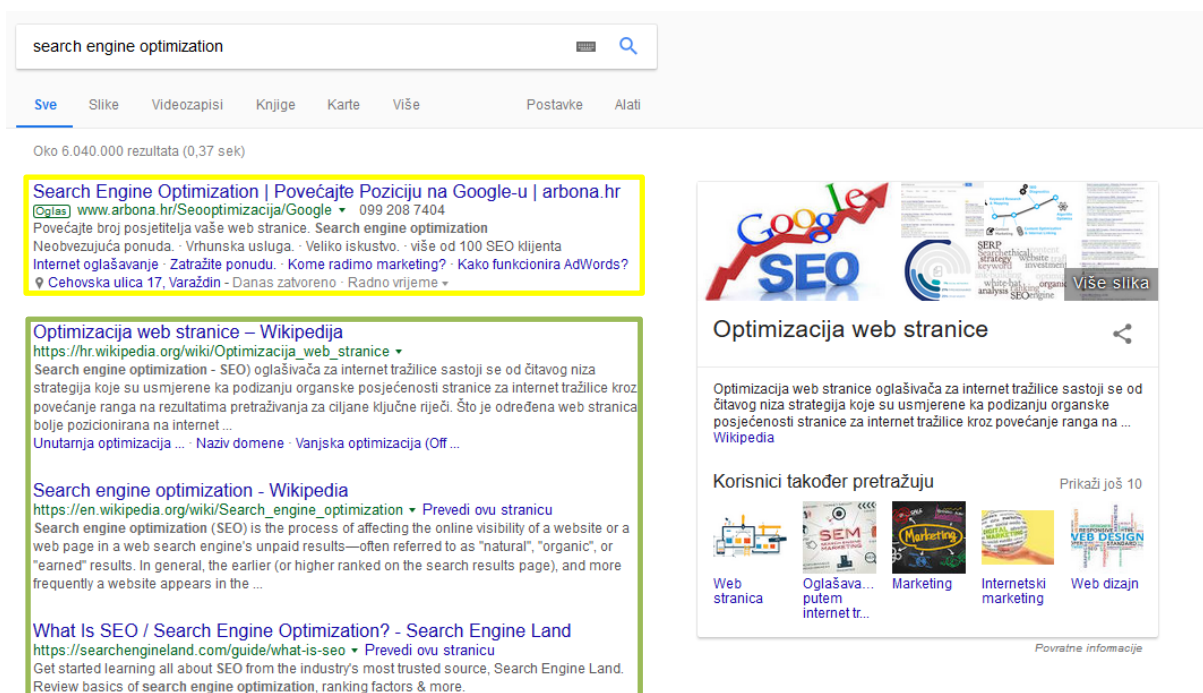 search engine optimization
Sve Slike Videozapisi Knjige Karte Više Postavke Alati
Oko 6.040.000 rezultata (0,37 sek)
Search Engine Optimization | Povećajte Poziciju na Google-u | arbona.hr
Oglas www.arbona.hr/Seooptimizacija/Google 099 208 7404
Povećajte broj posjetitelja vaše web stranice. Search engine optimization
Neobvezujuća ponuda. · Vrhunska usluga. · Veliko iskustvo. · više od 100 SEO klijenta
Internet oglašavanje · Zatražite ponudu. · Kome radimo marketing? · Kako funkcionira AdWords?
Cehovska ulica 17, Varaždin - Danas zatvoreno · Radno vrijeme
Optimizacija web stranice – Wikipedija
https://hr.wikipedia.org/wiki/Optimizacija_web_stranice
Search engine optimization - SEO) oglašivača za internet tražilice sastoji se od čitavog niza
strategija koje su usmjerene ka podizanju organske posjećenosti stranice za internet tražilice kroz
povećanje ranga na rezultatima pretraživanja za ciljane ključne riječi. Što je određena web stranica
bolje pozicionirana na internet ...
Unutarnja optimizacija ... · Naziv domene · Vanjska optimizacija (Off ...
Search engine optimization - Wikipedia
https://en.wikipedia.org/wiki/Search_engine_optimization Prevedi ovu stranicu
Search engine optimization (SEO) is the process of affecting the online visibility of a website or a
web page in a web search engine's unpaid results—often referred to as "natural", "organic", or
"earned" results. In general, the earlier (or higher ranked on the search results page), and more
frequently a website appears in the ...
What Is SEO / Search Engine Optimization? - Search Engine Land
https://searchengineland.com/guide/what-is-seo Prevedi ovu stranicu
Get started learning all about SEO from the industry's most trusted source, Search Engine Land.
Review basics of search engine optimization, ranking factors & more.
Google
SEO
SERP
Više slika
Optimizacija web stranice
Optimizacija web stranice oglašivača za internet tražilice sastoji se od
čitavog niza strategija koje su usmjerene ka podizanju organske
posjećenosti stranice za internet tražilice kroz povećanje ranga na ...
Wikipedia
Korisnici također pretražuju Prikaži još 10
SEM
MARKETING
Marketing
WEB DESIGN
Web
stranica
Oglašava...
putem
internet tr...
Marketing
Internetski
marketing
Web dizajn
Povratne informacije